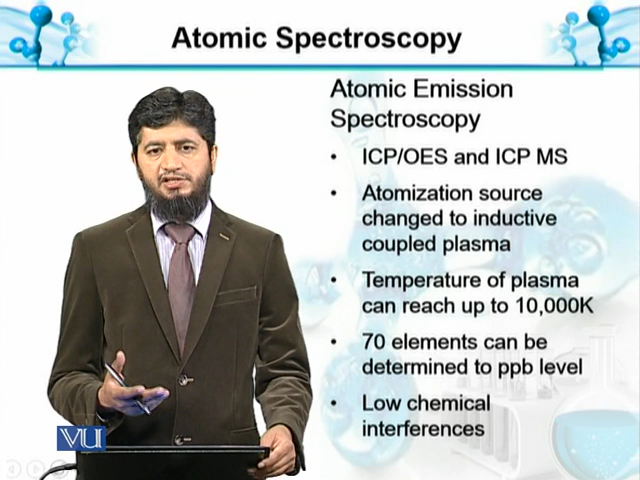 Atomic Spectroscopy
Atomic Emission
Spectroscopy
• ICP/OES and ICP MS
• Atomization source
changed to inductive
coupled plasma
• Temperature of plasma
can reach up to 10,000K
• 70 elements can be
determined to ppb level
• Low chemical
interferences
VU